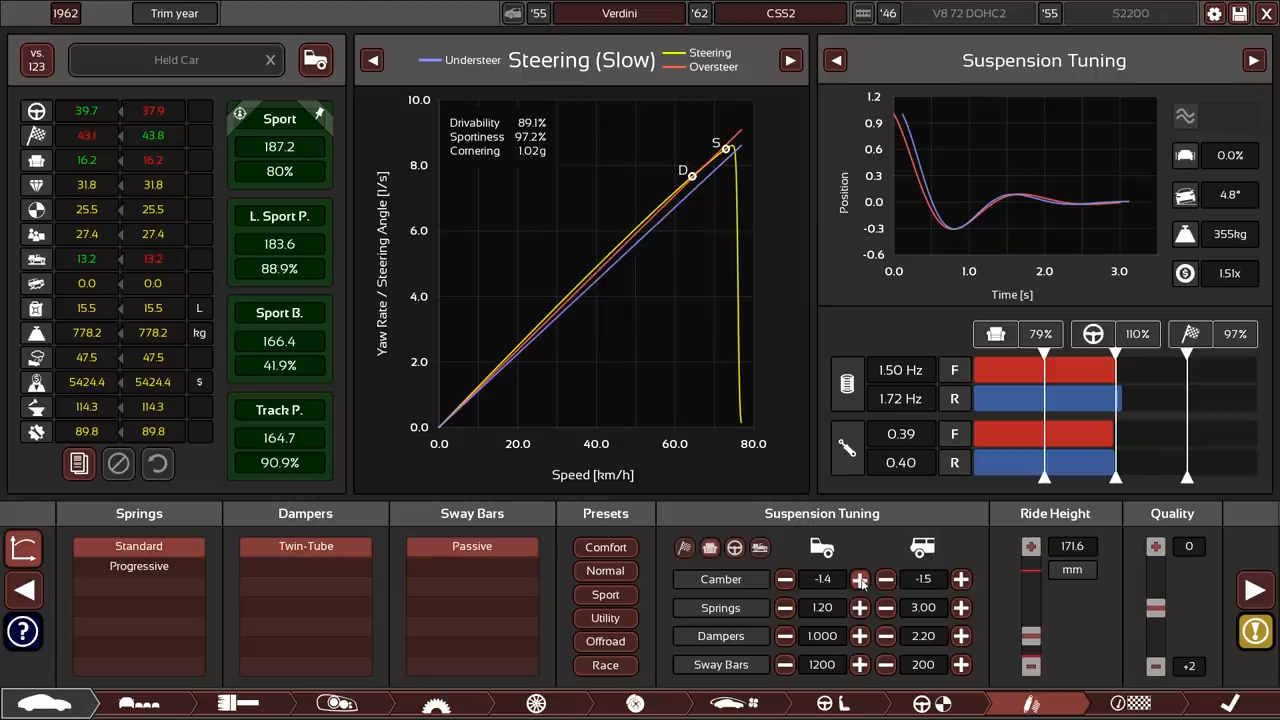 1962 Trim year '55 Verdini '62 CSS2 '46 V8 72 DOHC2 '55 S2200
vs. 123 Held Car X
39.7 37.9
43.1 43.8
16.2 16.2
31.8 31.8
25.5 25.5
27.4 27.4
13.2 13.2
0.0 0.0
15.5 15.5 L
778.2 778.2 kg
47.5 47.5
5424.4 5424.4 $
114.3 114.3
89.8 89.8
Sport
187.2
80%
L. Sport P.
183.6
88.9%
Sport B.
166.4
41.9%
Track P.
164.7
90.9%
Understeer Steering (Slow) Steering
Oversteer
Drivability 89.1%
Sportiness 97.2%
Cornering 1.02g
S
D
10.0
8.0
6.0
4.0
2.0
0.0
Yaw Rate / Steering Angle [1/s]
0.0 20.0 40.0 60.0 80.0
Speed [km/h]
Suspension Tuning
1.2
0.9
0.6
0.3
0.0
-0.3
-0.6
Position
0.0 1.0 2.0 3.0
Time [s]
0.0%
4.8°
355kg
1.51x
79% 110% 97%
1.50 Hz F
1.72 Hz R
0.39 F
0.40 R
Springs
Standard
Progressive
Dampers
Twin-Tube
Sway Bars
Passive
Presets
Comfort
Normal
Sport
Utility
Offroad
Race
Suspension Tuning
Camber -1.4 -1.5
Springs 1.20 3.00
Dampers 1.000 2.20
Sway Bars 1200 200
Ride Height
171.6
mm
Quality
0
+2